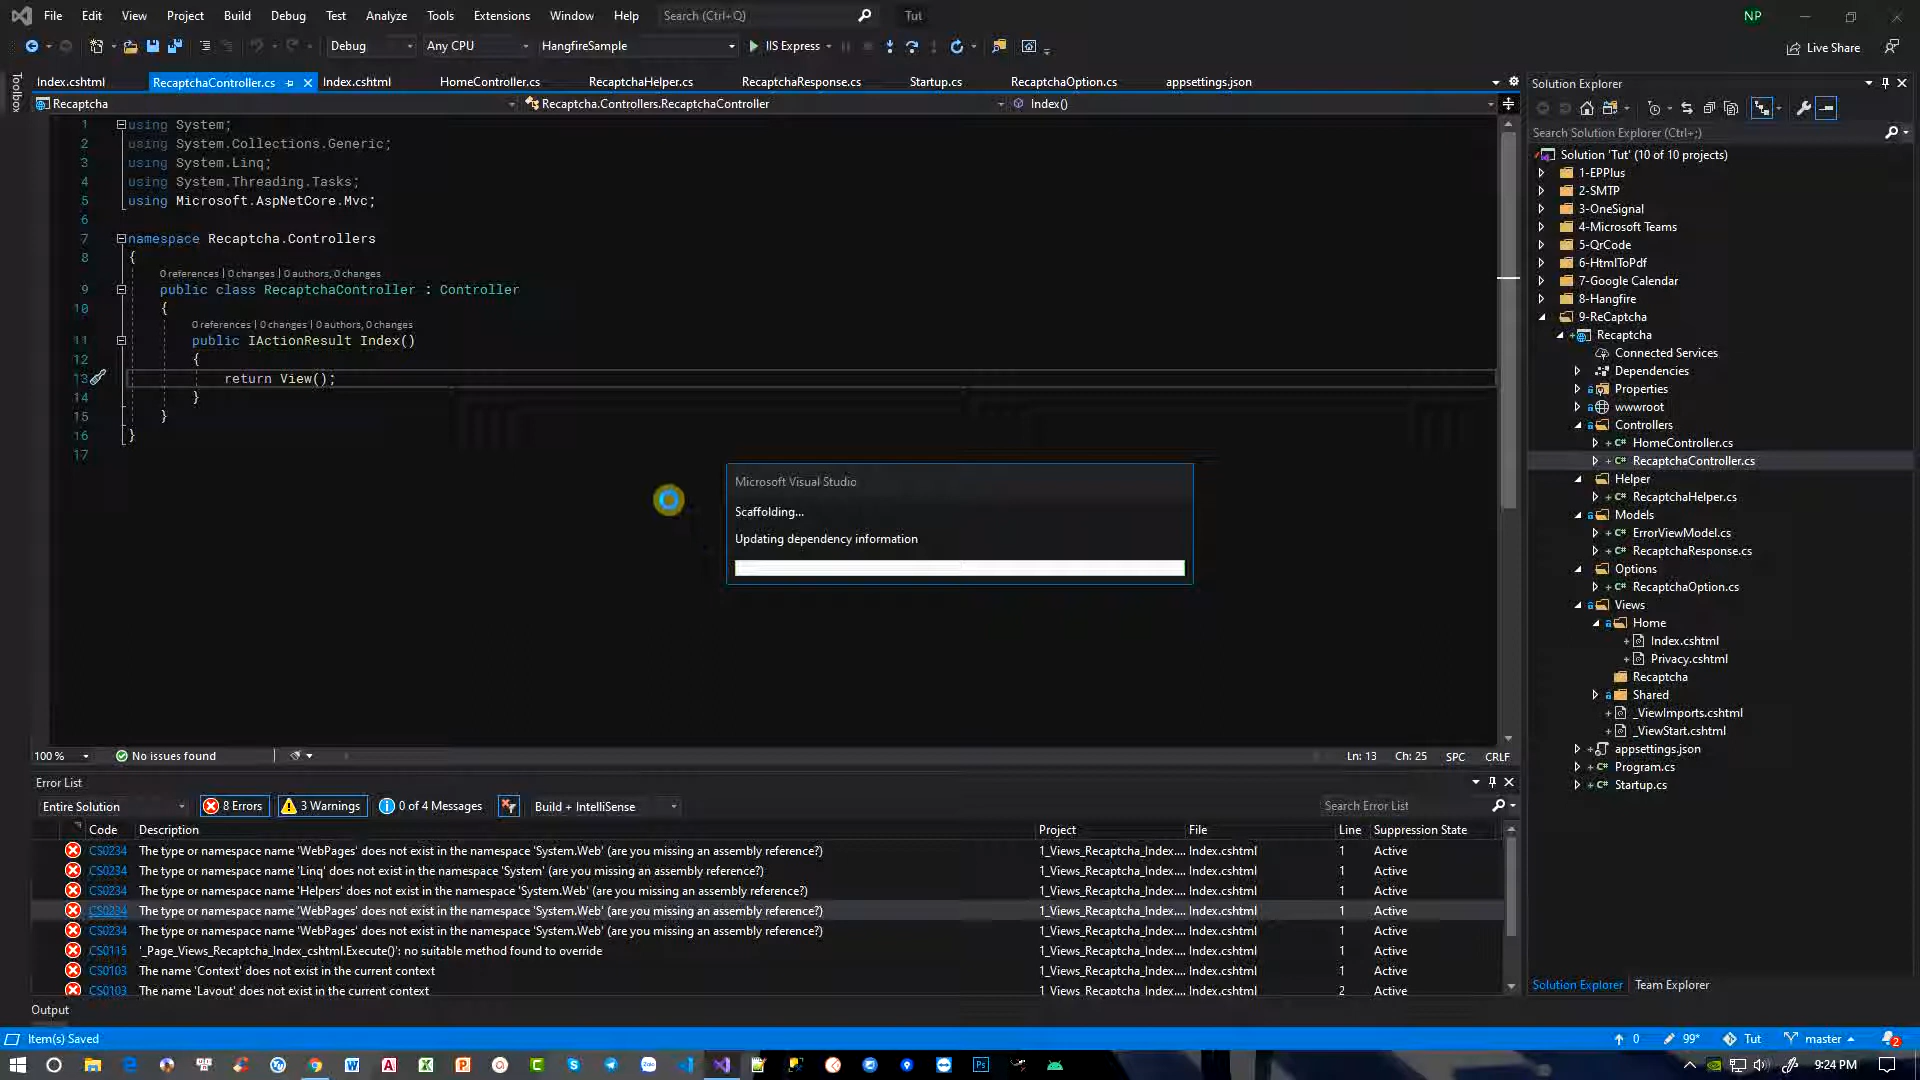 File Edit View Project Build Debug Test Analyze Tools Extensions Window Help Search (Ctrl+Q) Tut NP
Debug Any CPU HangfireSample IIS Express Live Share
Toolbox
Index.cshtml RecaptchaController.cs Index.cshtml HomeController.cs RecaptchaHelper.cs RecaptchaResponse.cs Startup.cs RecaptchaOption.cs appsettings.json
Recaptcha Recaptcha.Controllers.RecaptchaController Index()
1 using System;
2 using System.Collections.Generic;
3 using System.Linq;
4 using System.Threading.Tasks;
5 using Microsoft.AspNetCore.Mvc;
6
7 namespace Recaptcha.Controllers
8 {
0 references | 0 changes | 0 authors, 0 changes
9 public class RecaptchaController : Controller
10 {
0 references | 0 changes | 0 authors, 0 changes
11 public IActionResult Index()
12 {
13 return View();
14 }
15 }
16 }
17
Microsoft Visual Studio
Scaffolding...
Updating dependency information
100 % No issues found Ln: 13 Ch: 25 SPC CRLF
Error List
Entire Solution 8 Errors 3 Warnings 0 of 4 Messages Build + IntelliSense Search Error List
Code Description Project File Line Suppression State
CS0234 The type or namespace name 'WebPages' does not exist in the namespace 'System.Web' (are you missing an assembly reference?) 1_Views_Recaptcha_Index.... Index.cshtml 1 Active
CS0234 The type or namespace name 'Linq' does not exist in the namespace 'System' (are you missing an assembly reference?) 1_Views_Recaptcha_Index.... Index.cshtml 1 Active
CS0234 The type or namespace name 'Helpers' does not exist in the namespace 'System.Web' (are you missing an assembly reference?) 1_Views_Recaptcha_Index.... Index.cshtml 1 Active
CS0234 The type or namespace name 'WebPages' does not exist in the namespace 'System.Web' (are you missing an assembly reference?) 1_Views_Recaptcha_Index.... Index.cshtml 1 Active
CS0234 The type or namespace name 'WebPages' does not exist in the namespace 'System.Web' (are you missing an assembly reference?) 1_Views_Recaptcha_Index.... Index.cshtml 1 Active
CS0115 '_Page_Views_Recaptcha_Index_cshtml.Execute()': no suitable method found to override 1_Views_Recaptcha_Index.... Index.cshtml 1 Active
CS0103 The name 'Context' does not exist in the current context 1_Views_Recaptcha_Index.... Index.cshtml 1 Active
CS0103 The name 'Layout' does not exist in the current context 1_Views_Recaptcha_Index.... Index.cshtml 2 Active
Output
Solution Explorer
Search Solution Explorer (Ctrl+;)
Solution 'Tut' (10 of 10 projects)
1-EPPlus
2-SMTP
3-OneSignal
4-Microsoft Teams
5-QrCode
6-HtmlToPdf
7-Google Calendar
8-Hangfire
9-ReCaptcha
Recaptcha
Connected Services
Dependencies
Properties
wwwroot
Controllers
HomeController.cs
RecaptchaController.cs
Helper
RecaptchaHelper.cs
Models
ErrorViewModel.cs
RecaptchaResponse.cs
Options
RecaptchaOption.cs
Views
Home
Index.cshtml
Privacy.cshtml
Recaptcha
Shared
_ViewImports.cshtml
_ViewStart.cshtml
appsettings.json
Program.cs
Startup.cs
Solution Explorer Team Explorer
Item(s) Saved 0 99* Tut master 2
9:24 PM